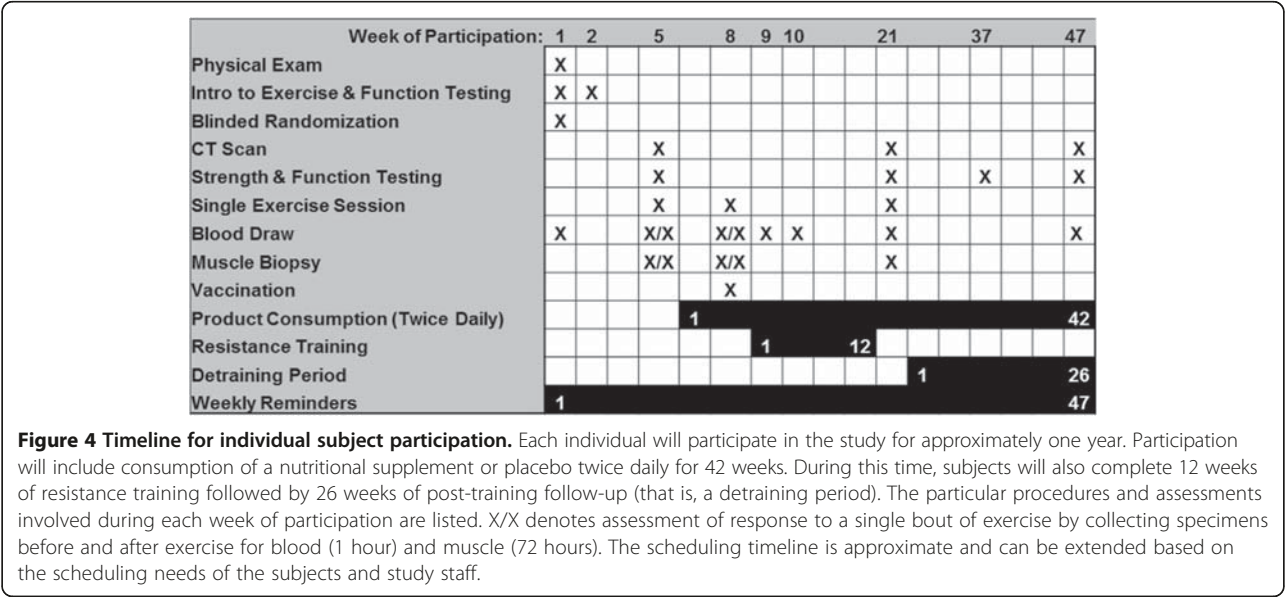 Week of Participation: 1 2 5 8 9 10 21 37 47
Physical Exam X
Intro to Exercise & Function Testing X X
Blinded Randomization X
CT Scan X X X
Strength & Function Testing X X X X
Single Exercise Session X X X
Blood Draw X X/X X/X X X X X
Muscle Biopsy X/X X/X X
Vaccination X
Product Consumption (Twice Daily) 1 42
Resistance Training 1 12
Detraining Period 1 26
Weekly Reminders 1 47
Figure 4 Timeline for individual subject participation. Each individual will participate in the study for approximately one year. Participation
will include consumption of a nutritional supplement or placebo twice daily for 42 weeks. During this time, subjects will also complete 12 weeks
of resistance training followed by 26 weeks of post-training follow-up (that is, a detraining period). The particular procedures and assessments
involved during each week of participation are listed. X/X denotes assessment of response to a single bout of exercise by collecting specimens
before and after exercise for blood (1 hour) and muscle (72 hours). The scheduling timeline is approximate and can be extended based on
the scheduling needs of the subjects and study staff.